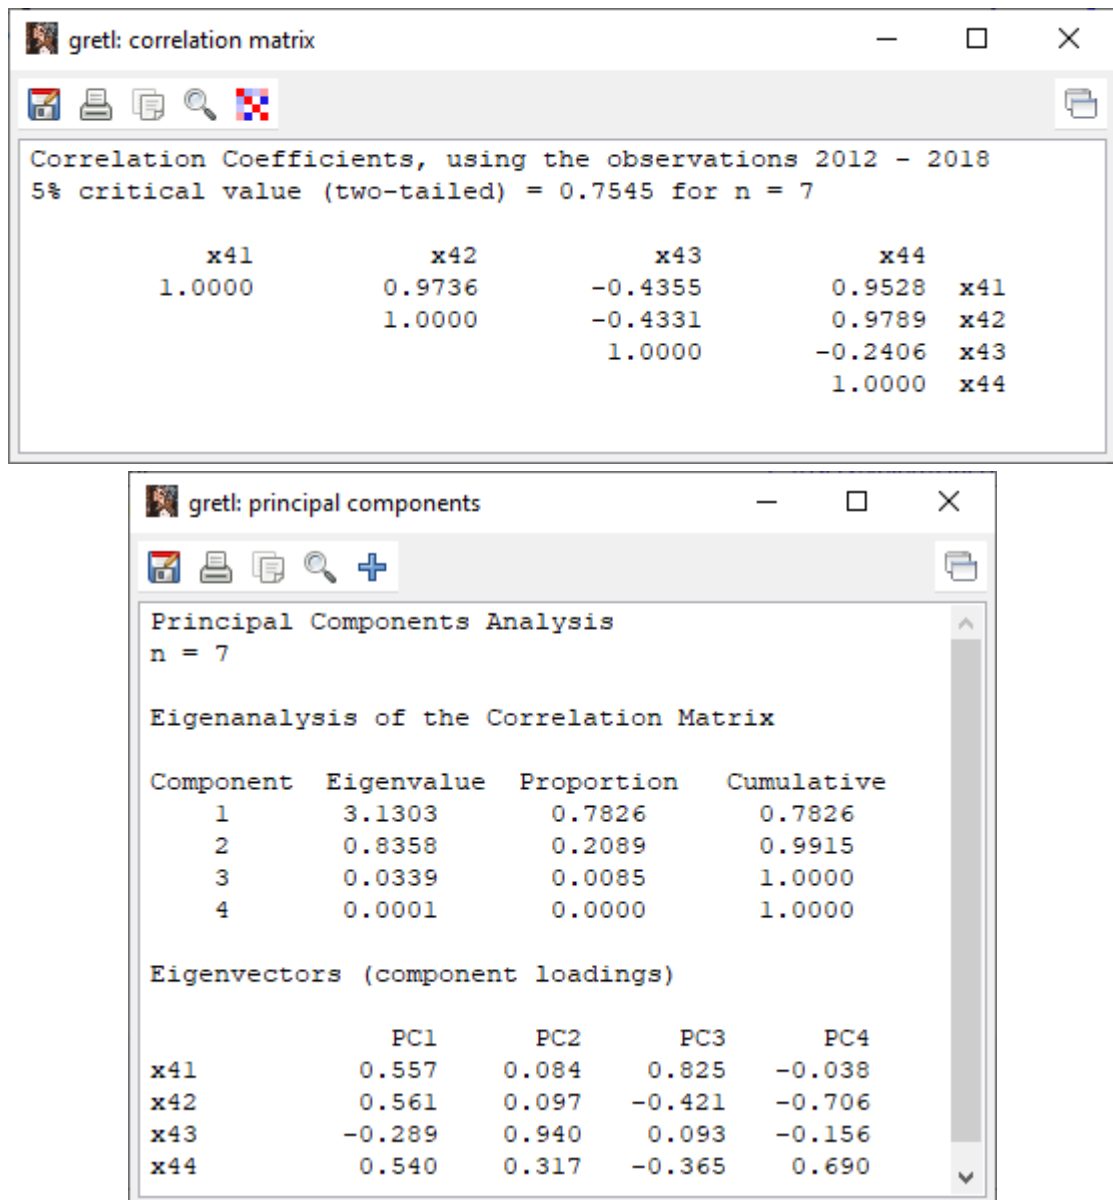 gretl: correlation matrix
Correlation Coefficients, using the observations 2012 - 2018
5% critical value (two-tailed) = 0.7545 for n = 7
x41 x42 x43 x44
1.0000 0.9736 -0.4355 0.9528 x41
1.0000 -0.4331 0.9789 x42
1.0000 -0.2406 x43
1.0000 x44
gretl: principal components
Principal Components Analysis
n = 7
Eigenanalysis of the Correlation Matrix
Component Eigenvalue Proportion Cumulative
1 3.1303 0.7826 0.7826
2 0.8358 0.2089 0.9915
3 0.0339 0.0085 1.0000
4 0.0001 0.0000 1.0000
Eigenvectors (component loadings)
PC1 PC2 PC3 PC4
x41 0.557 0.084 0.825 -0.038
x42 0.561 0.097 -0.421 -0.706
x43 -0.289 0.940 0.093 -0.156
x44 0.540 0.317 -0.365 0.690